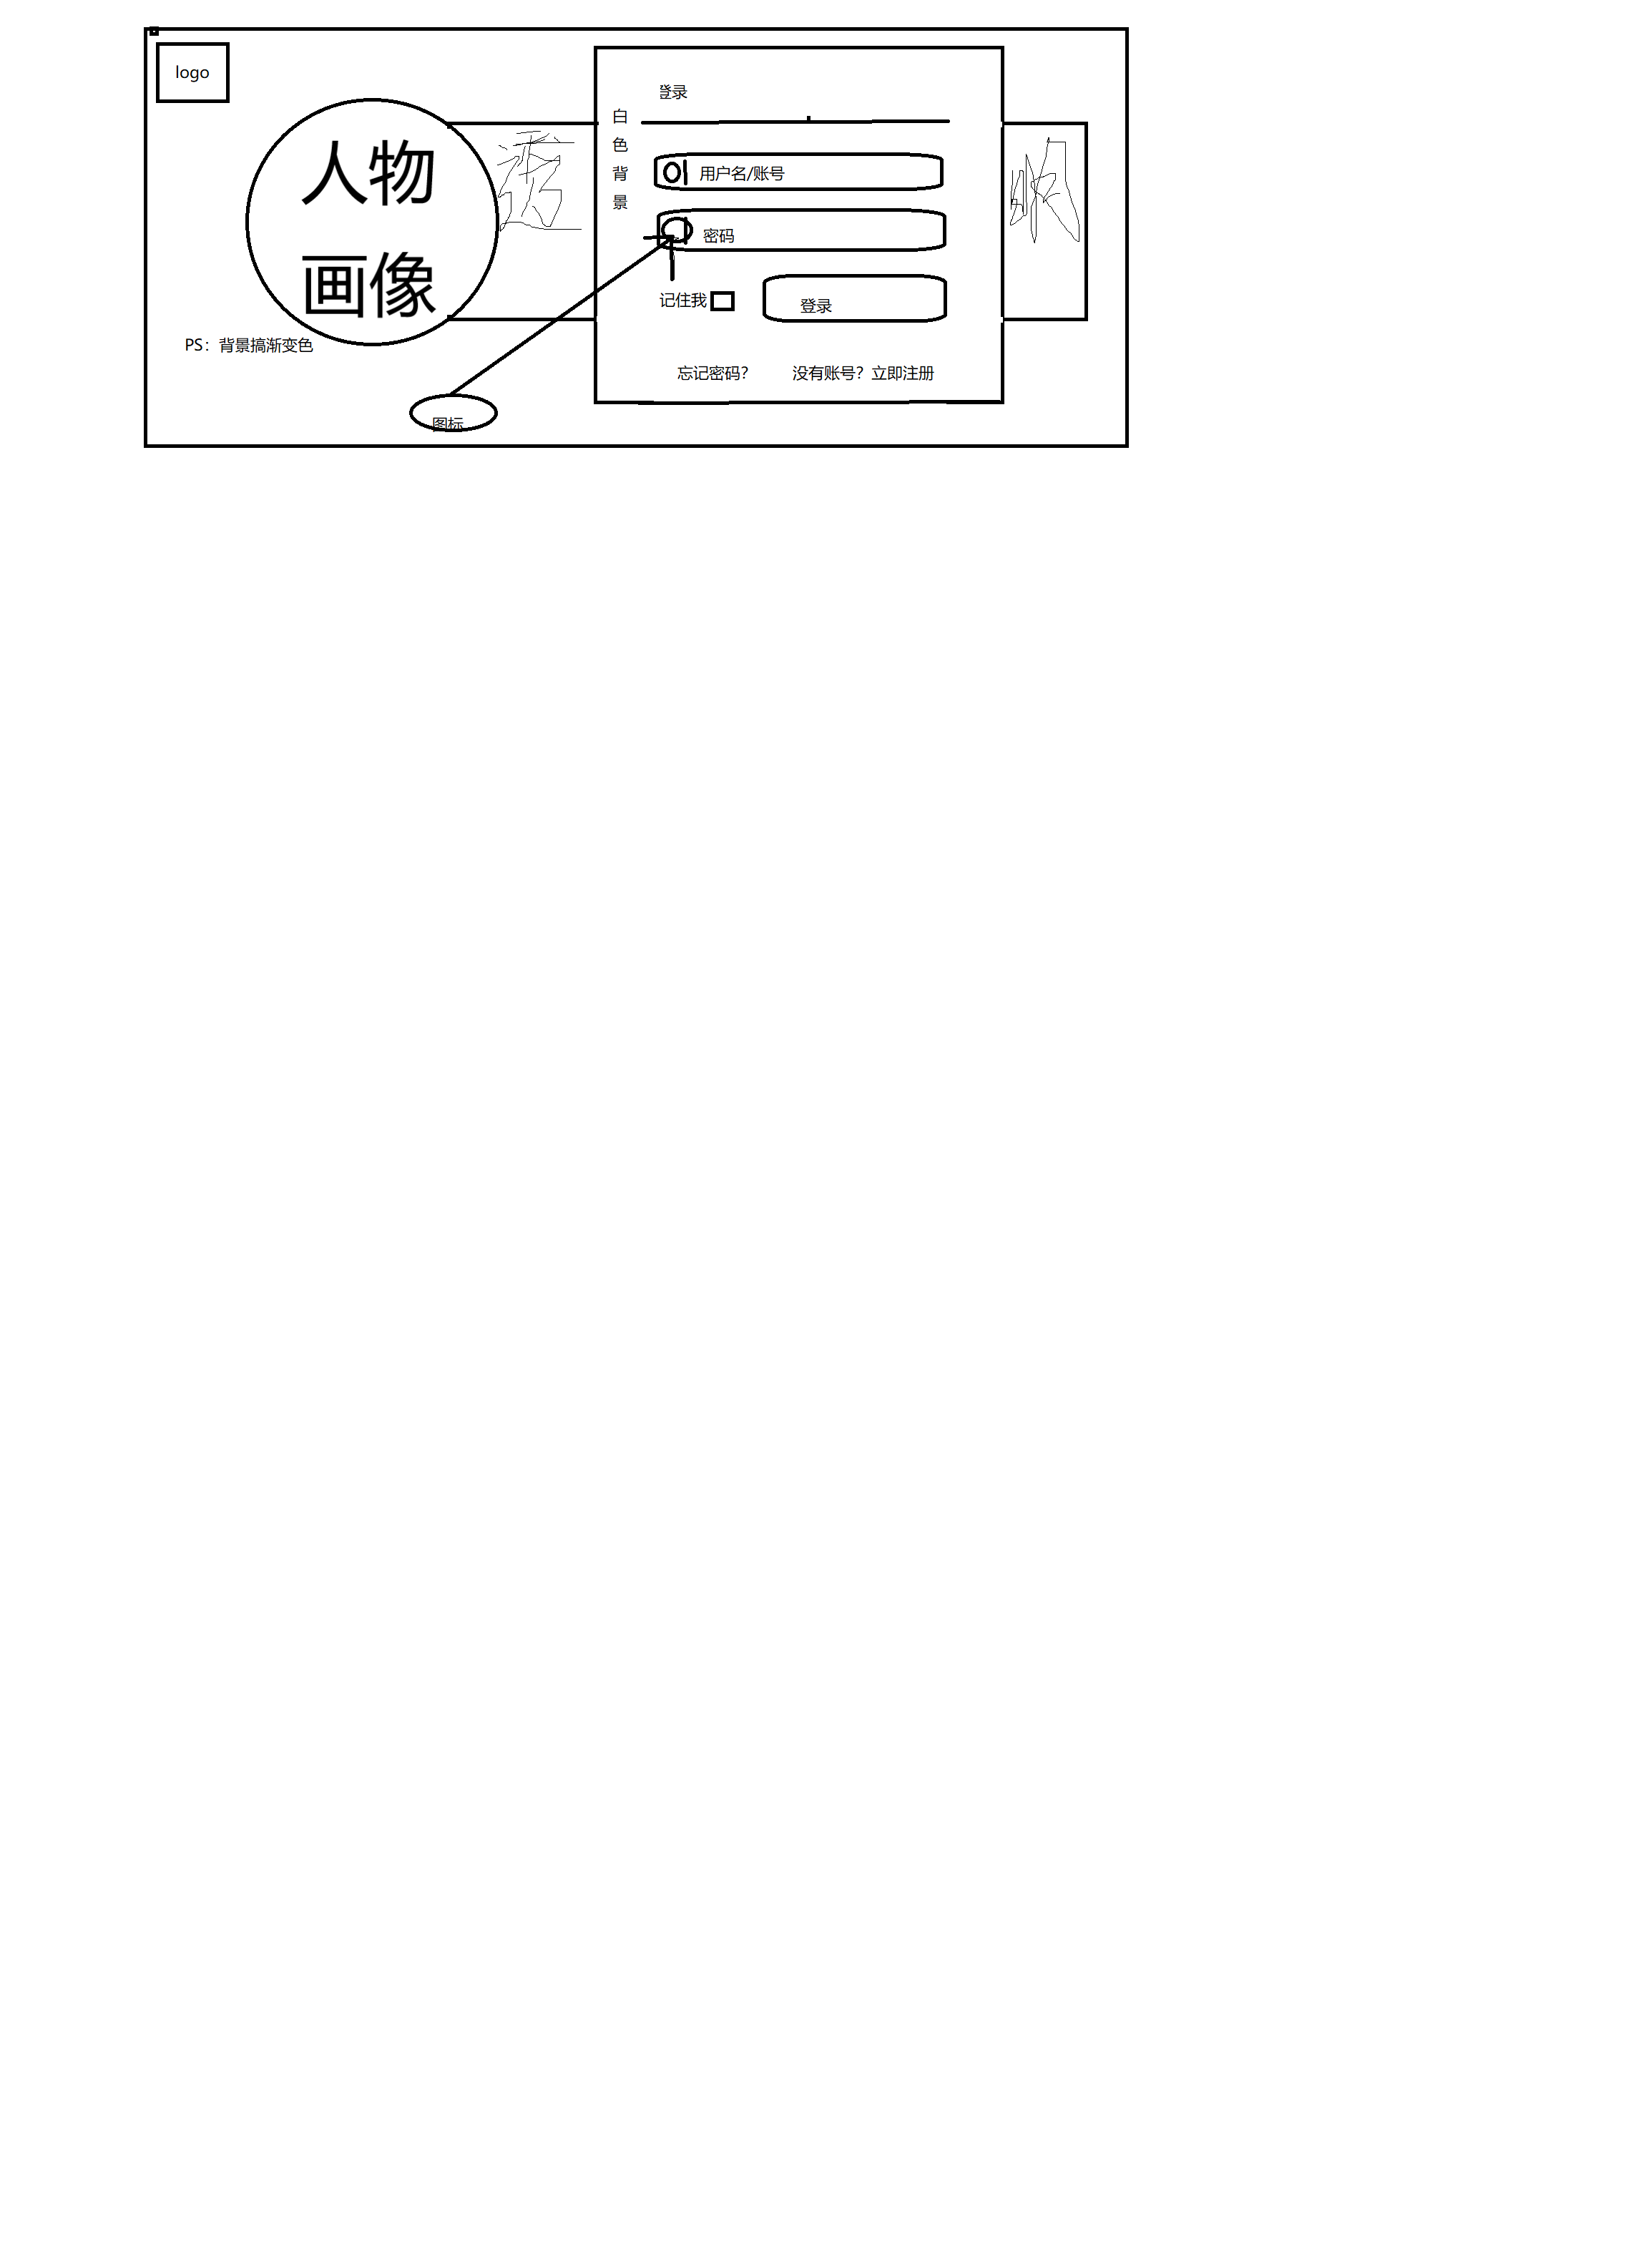 logo
登录
白色背景
人物
画像
用户名/账号
密码
记住我
登录
PS：背景搞渐变色
忘记密码？
没有账号？立即注册
图标
透
明